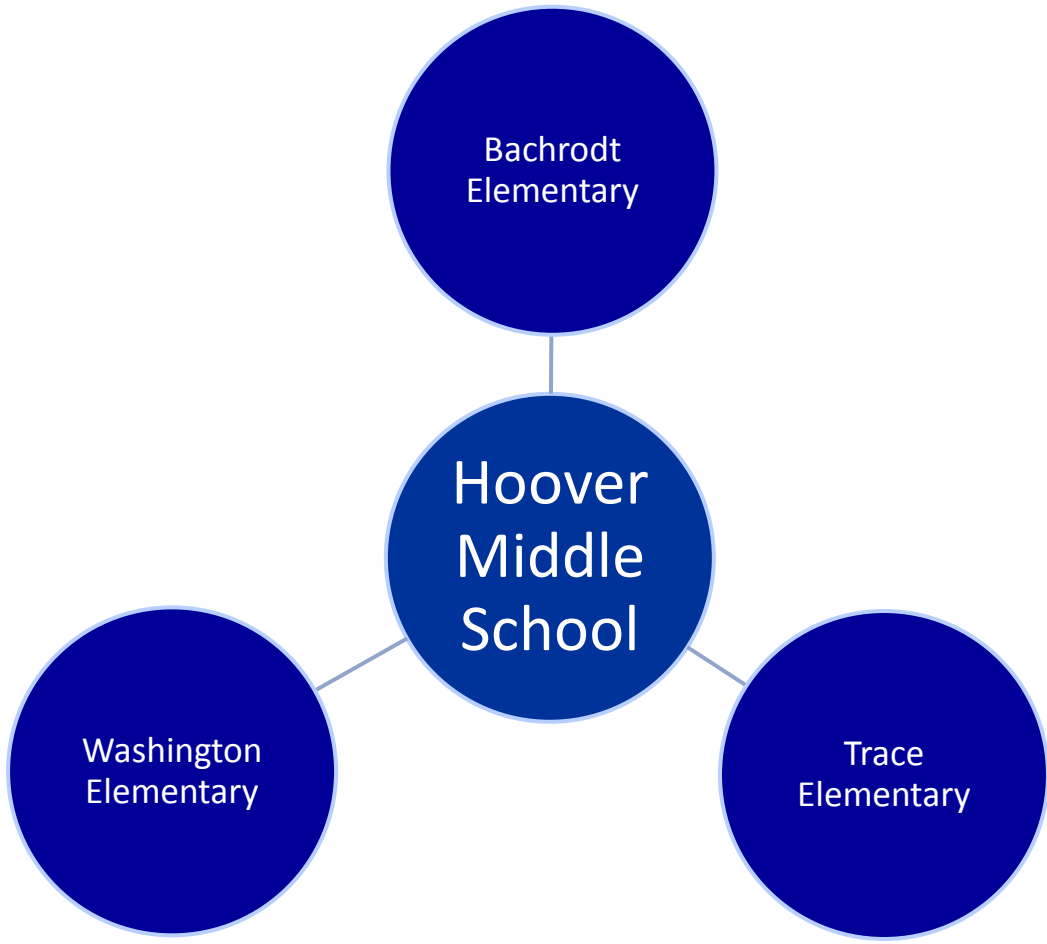 Bachrodt
Elementary
Hoover
Middle
School
Washington
Elementary
Trace
Elementary